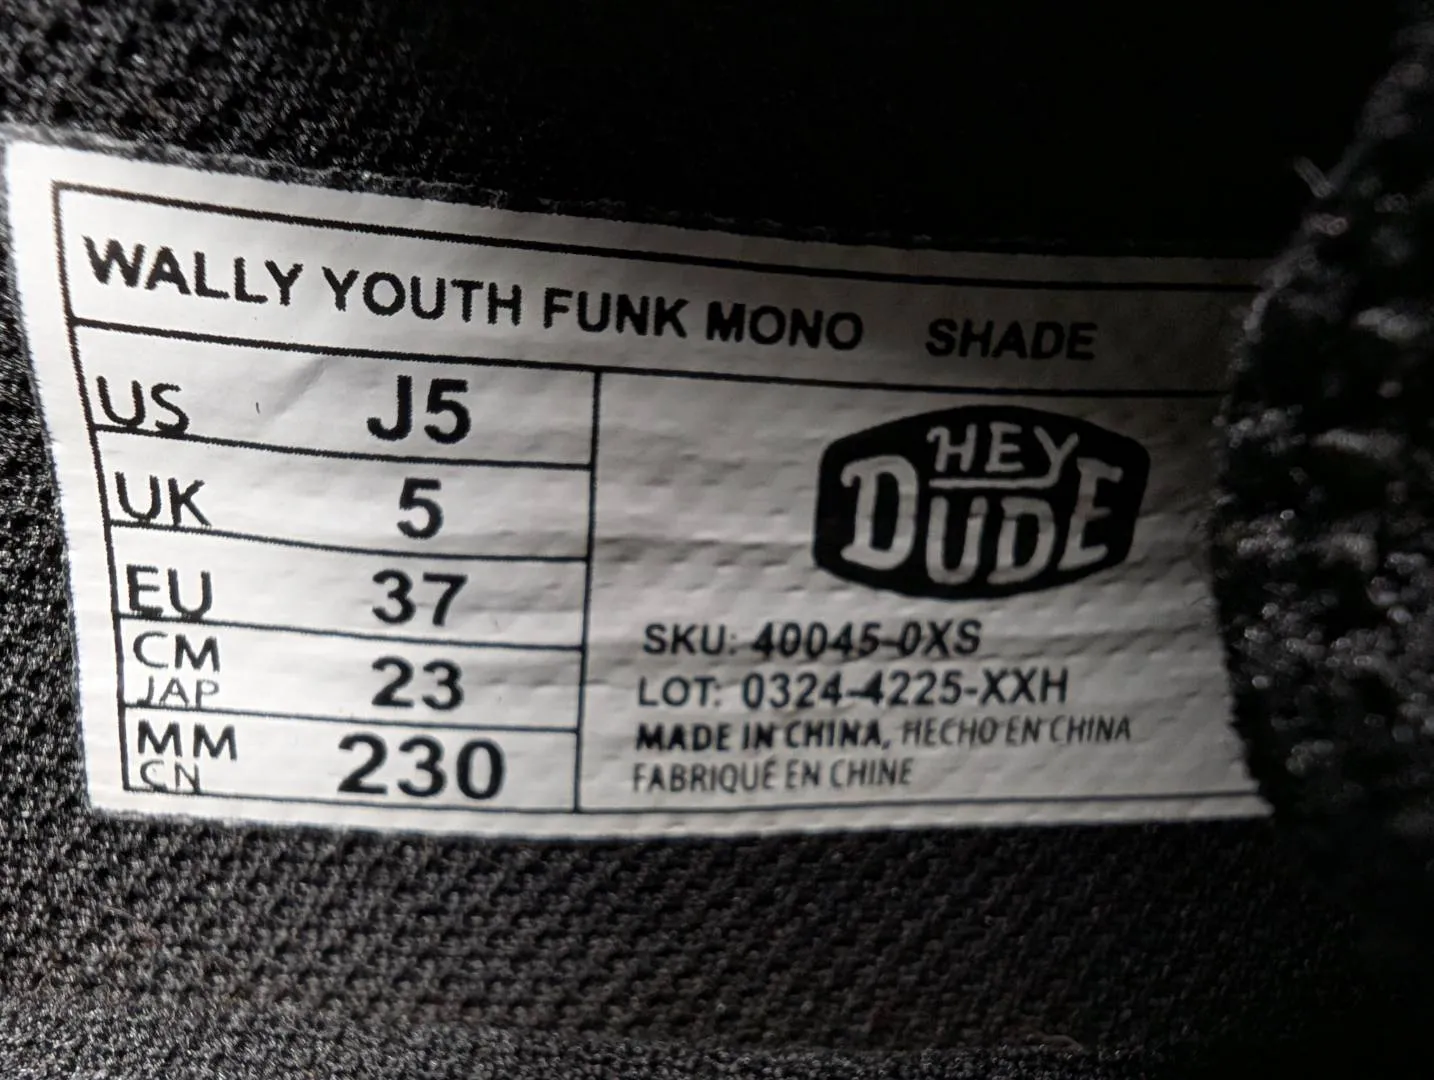 WALLY YOUTH FUNK MONO SHADE
US J5
UK 5
EU 37
CM
JAP 23
MM
CN 230
HEY
DUDE
SKU: 40045-0XS
LOT: 0324-4225-XXH
MADE IN CHINA, HECHO EN CHINA
FABRIQUÉ EN CHINE